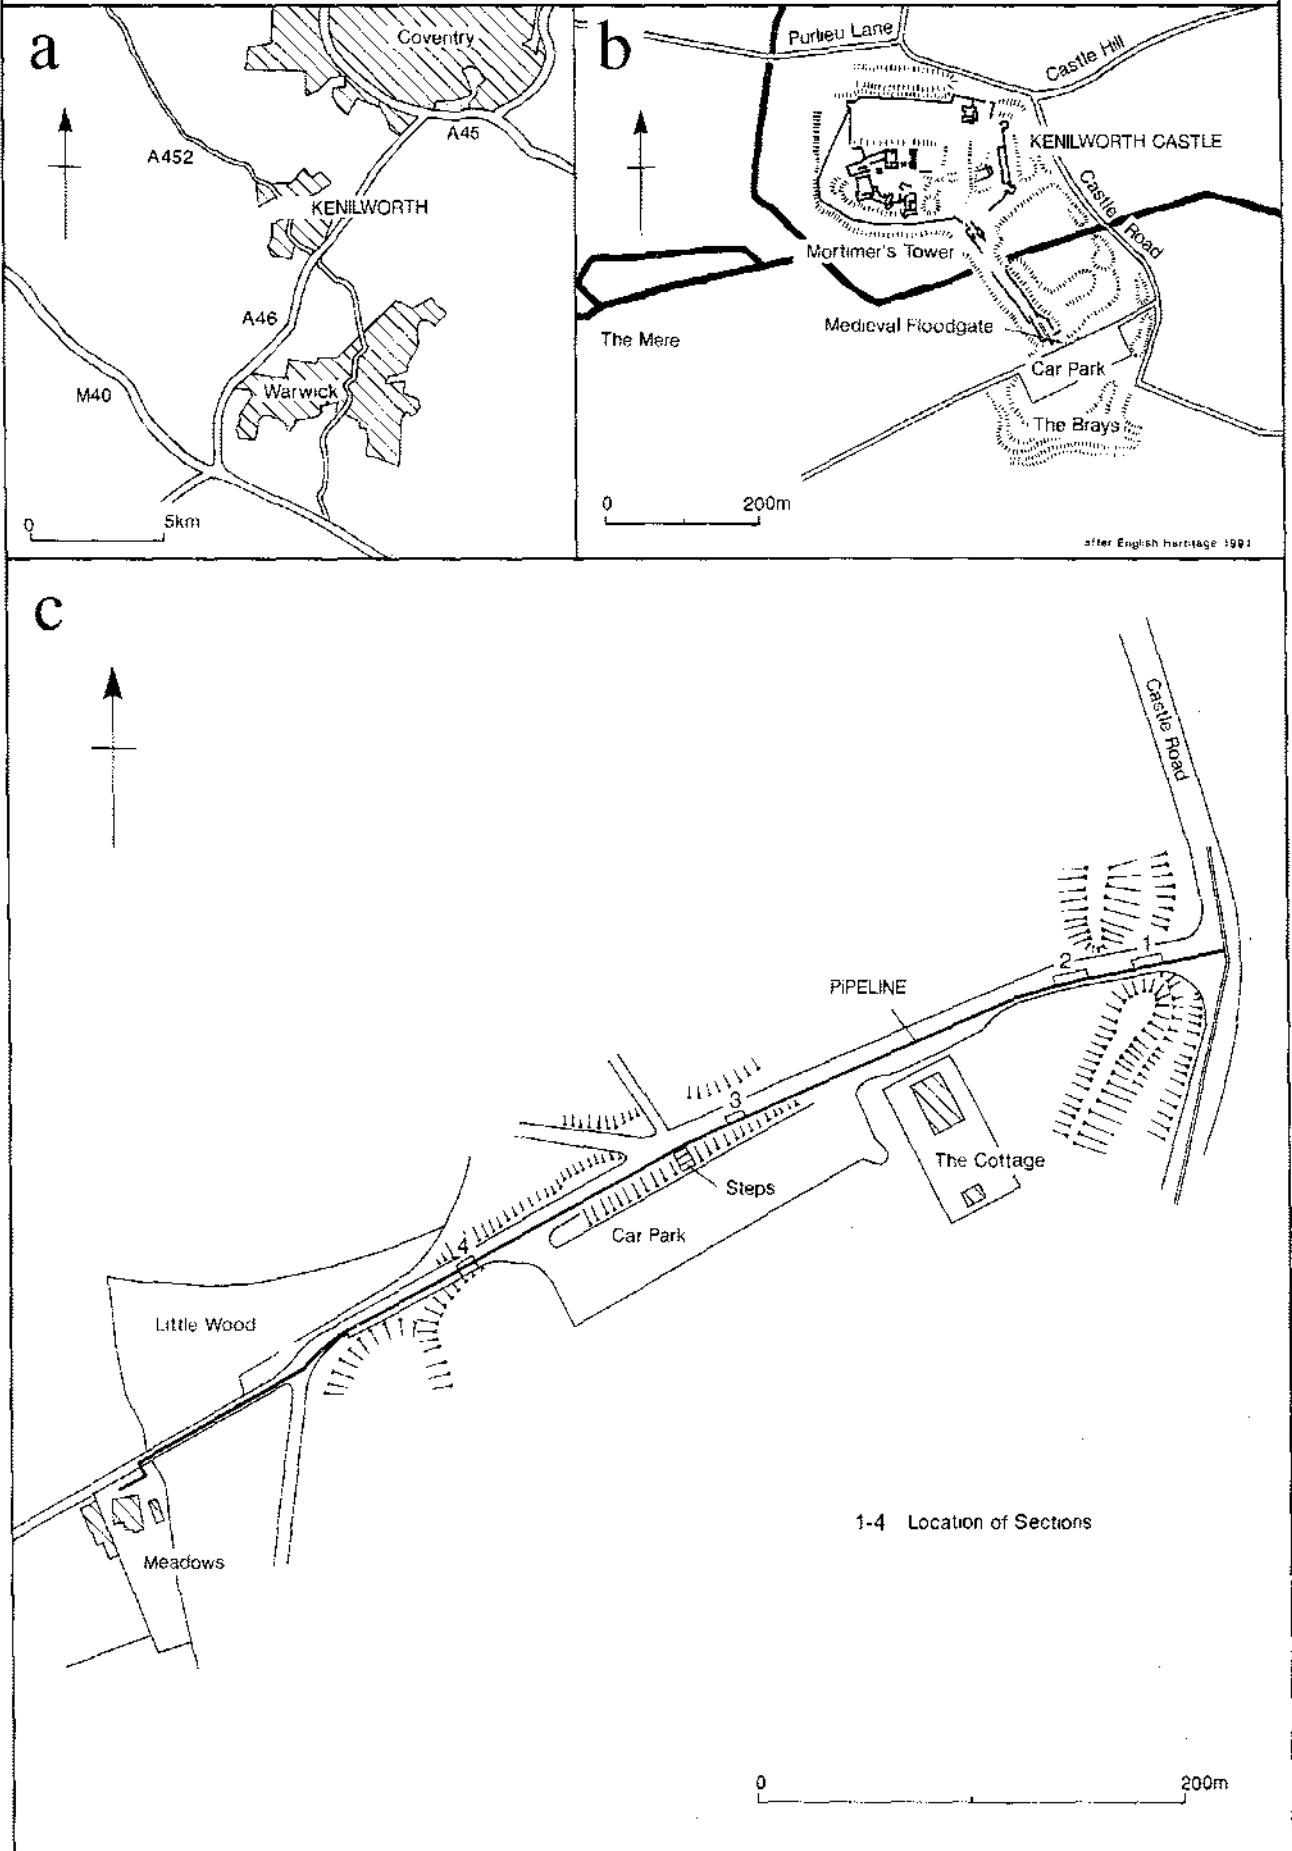 a
Coventry
A45
A452
KENILWORTH
A46
M40
Warwick
0 5km
b
Purlieu Lane
Castle Hill
KENILWORTH CASTLE
Castle Road
Mortimer's Tower
Medieval Floodgate
The Mere
Car Park
The Brays
0 200m
after English Heritage 1991
c
Castle Road
1
2
PIPELINE
3
The Cottage
Steps
Car Park
4
Little Wood
1-4 Location of Sections
Meadows
0 200m